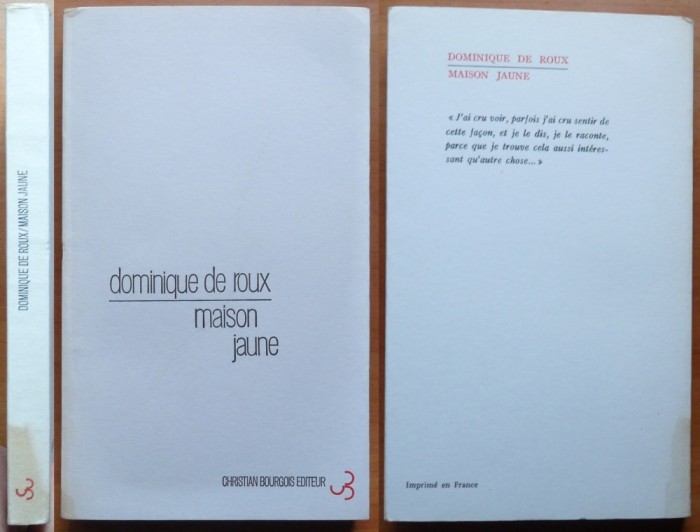 DOMINIQUE DE ROUX/MAISON JAUNE
dominique de roux
maison
jaune
CHRISTIAN BOURGOIS EDITEUR
DOMINIQUE DE ROUX
MAISON JAUNE
« J'ai cru voir, parfois j'ai cru sentir de
cette façon, et je le dis, je le raconte,
parce que je trouve cela aussi intéres-
sant qu'autre chose... »
Imprimé en France